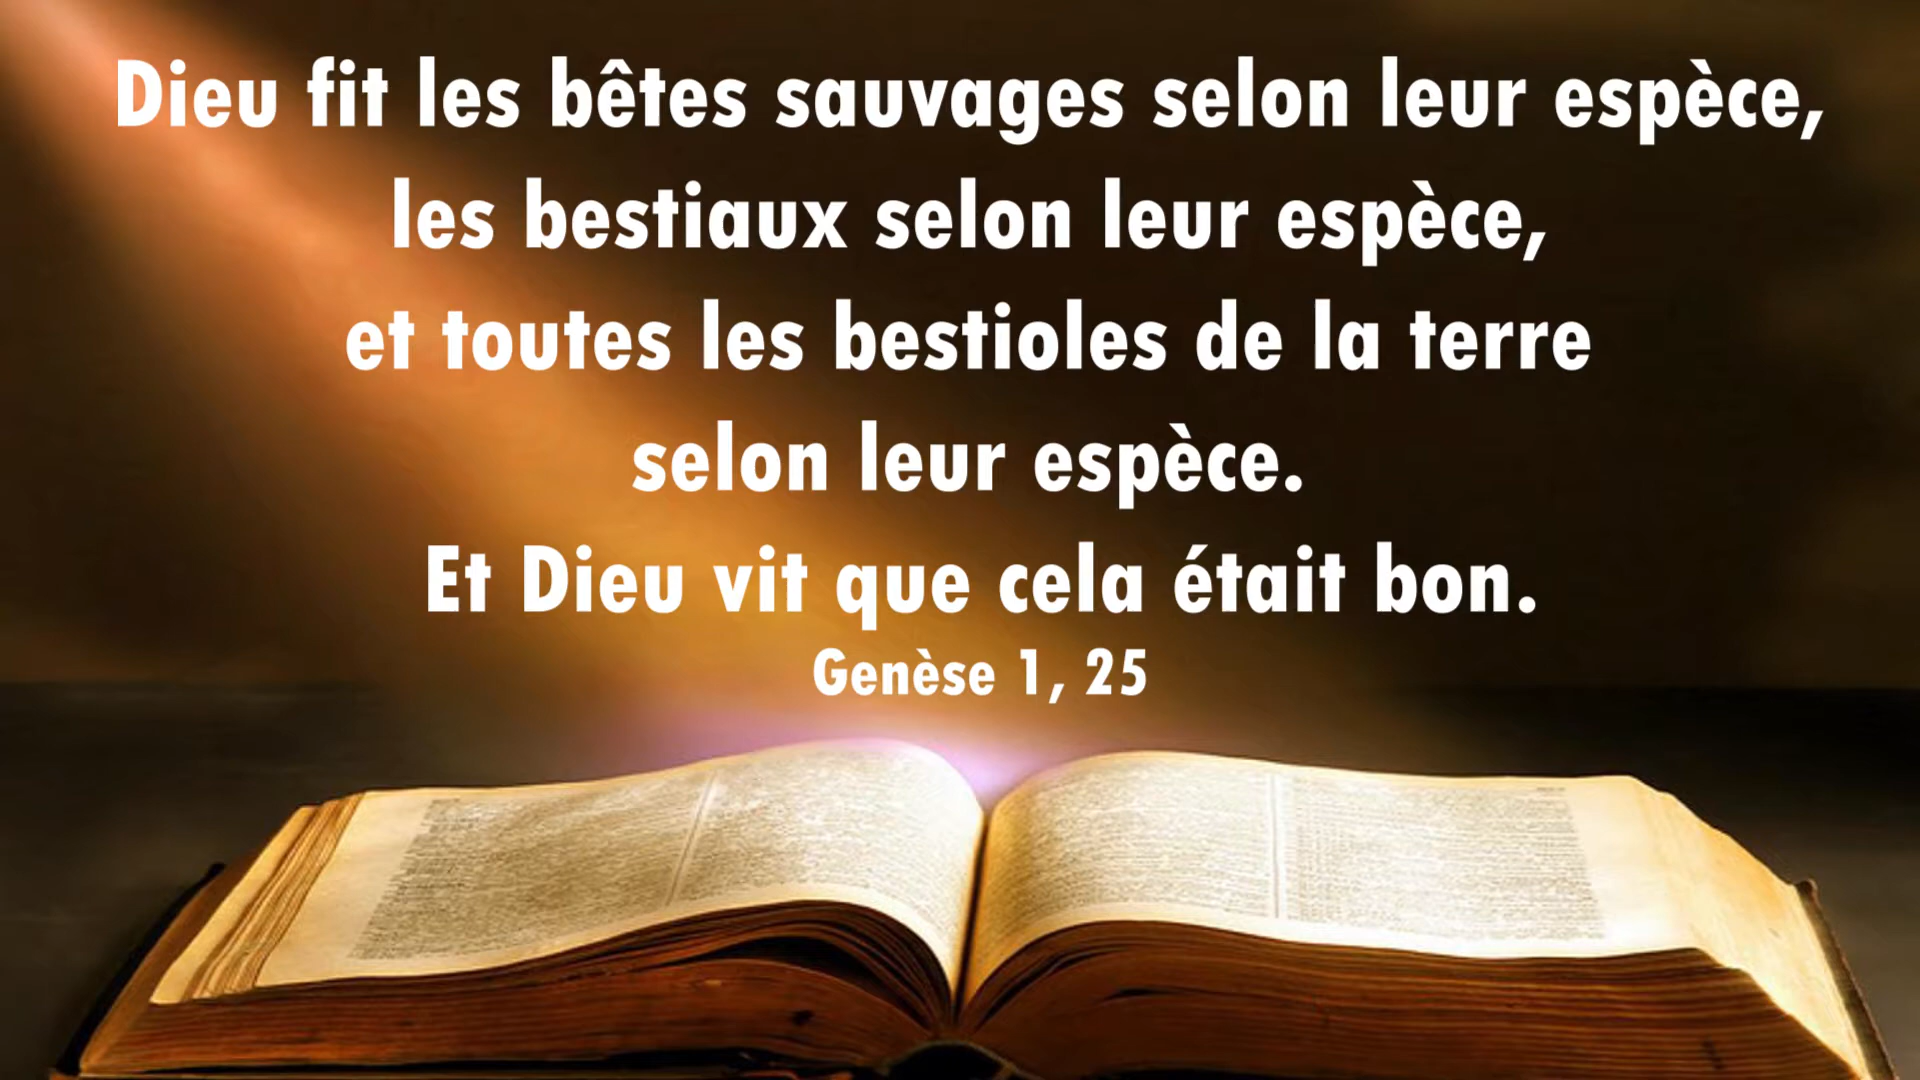 Dieu fit les bêtes sauvages selon leur espèce,
les bestiaux selon leur espèce,
et toutes les bestioles de la terre
selon leur espèce.
Et Dieu vit que cela était bon.
Genèse 1, 25